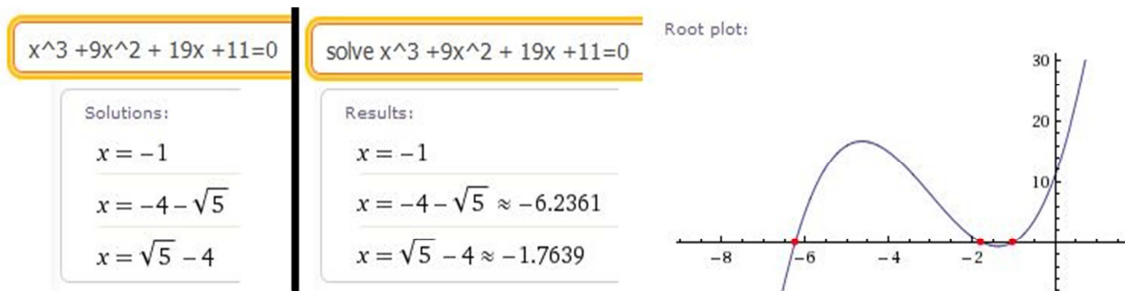 x^3 +9x^2 + 19x +11=0
Solutions:
x = −1
x = −4 − √5
x = √5 − 4
solve x^3 +9x^2 + 19x +11=0
Results:
x = −1
x = −4 − √5 ≈ −6.2361
x = √5 − 4 ≈ −1.7639
Root plot:
30
20
10
−8 −6 −4 −2